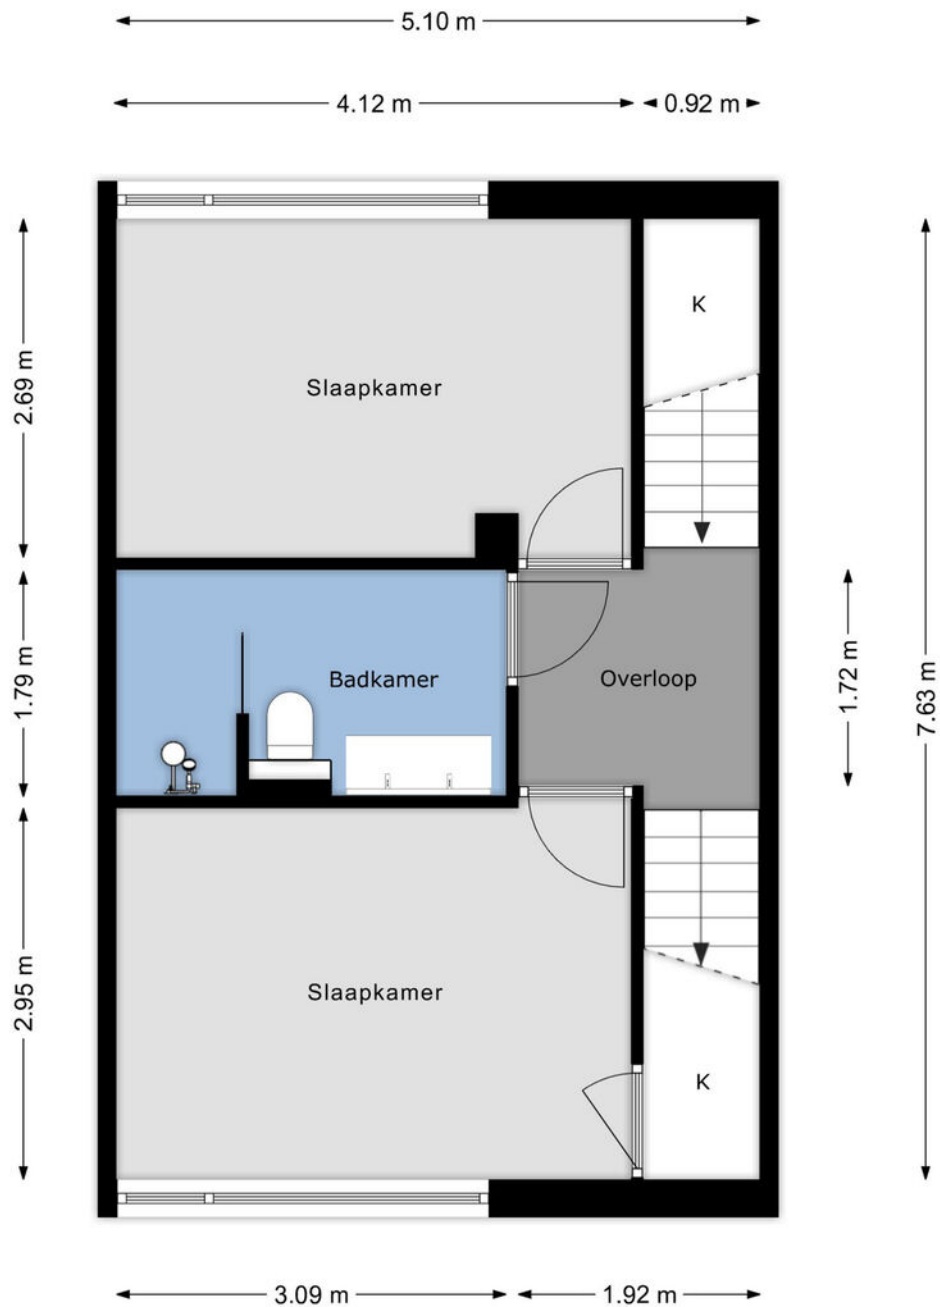 5.10 m
4.12 m
0.92 m
K
2.69 m
Slaapkamer
1.79 m
Badkamer
Overloop
1.72 m
7.63 m
2.95 m
Slaapkamer
K
3.09 m
1.92 m